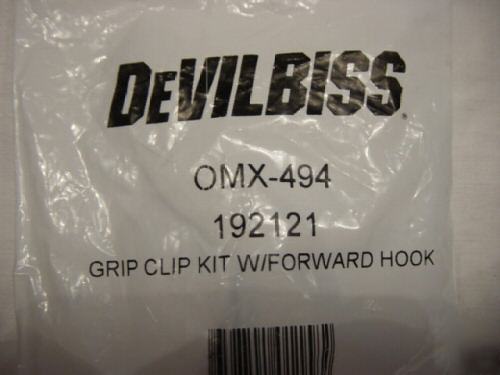 DEVILBISS®
OMX-494
192121
GRIP CLIP KIT W/FORWARD HOOK